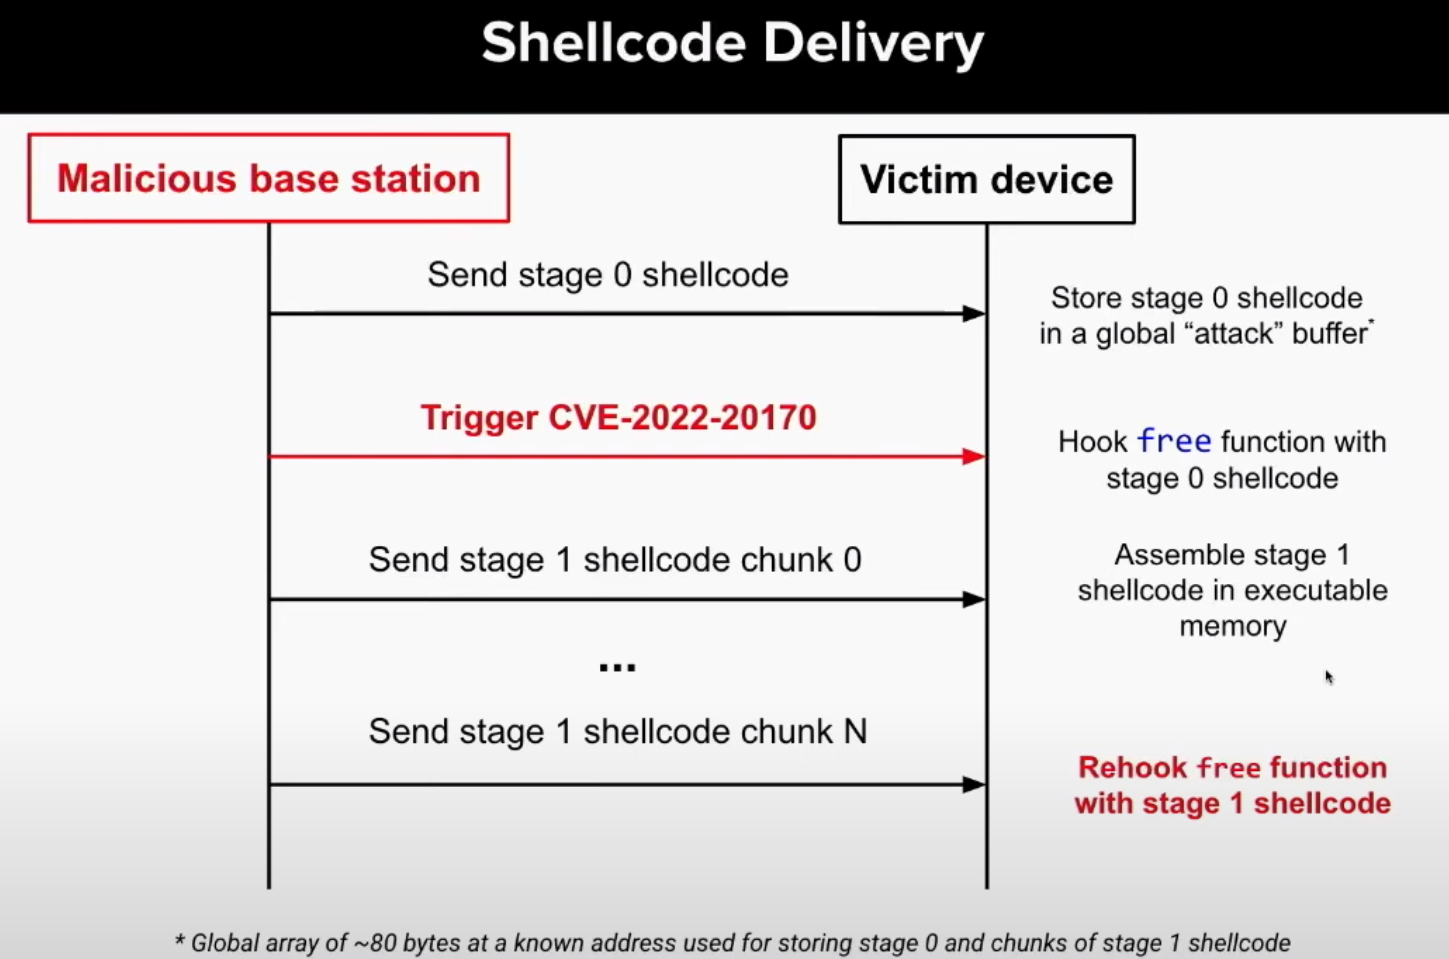 Shellcode Delivery
Malicious base station
Victim device
Send stage 0 shellcode
Store stage 0 shellcode
in a global “attack” buffer*
Trigger CVE-2022-20170
Hook free function with
stage 0 shellcode
Send stage 1 shellcode chunk 0
Assemble stage 1
shellcode in executable
memory
...
Send stage 1 shellcode chunk N
Rehook free function
with stage 1 shellcode
* Global array of ~80 bytes at a known address used for storing stage 0 and chunks of stage 1 shellcode